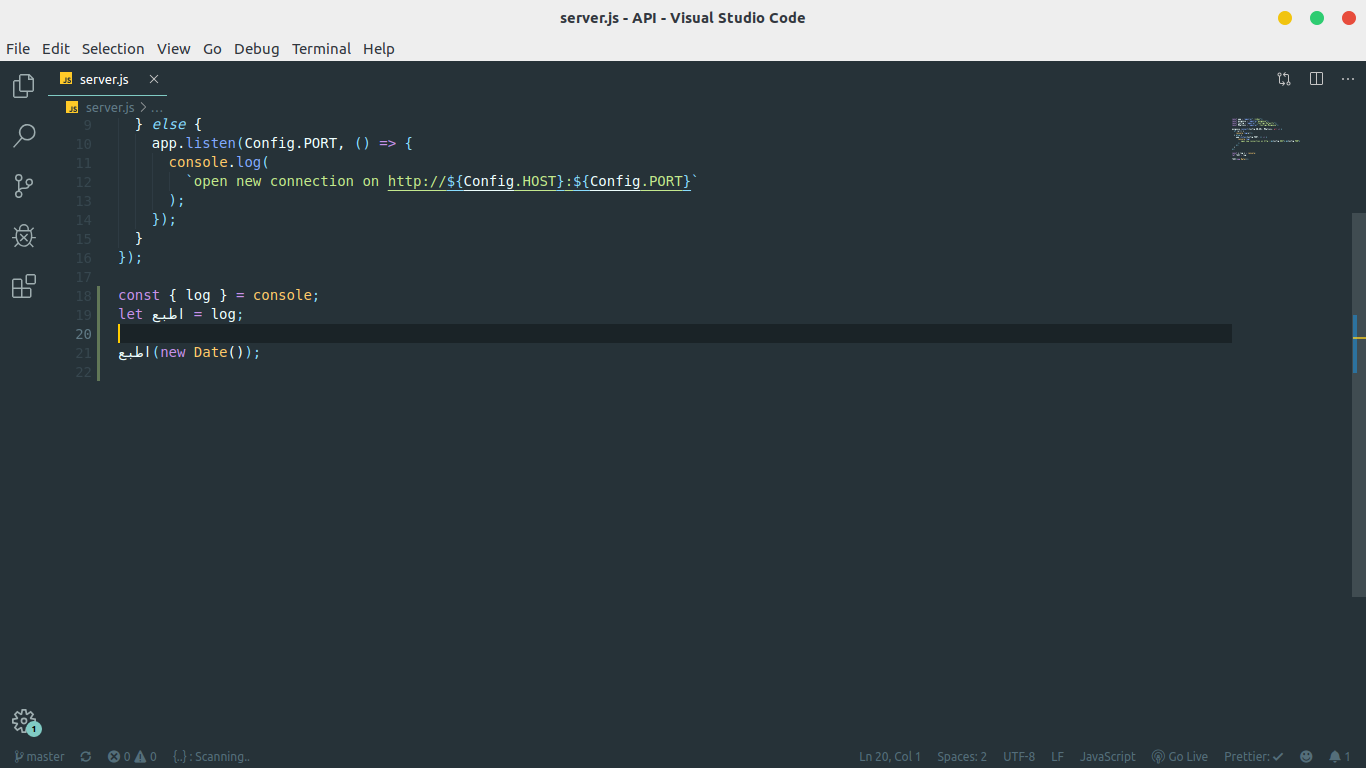 server.js - API - Visual Studio Code
File Edit Selection View Go Debug Terminal Help
JS server.js ×
JS server.js > ...
9 } else {
10 app.listen(Config.PORT, () => {
11 console.log(
12 `open new connection on http://${Config.HOST}:${Config.PORT}`
13 );
14 });
15 }
16 });
17
18 const { log } = console;
19 let اطبع = log;
20
21 اطبع(new Date());
22
1
master 0 0 {..} : Scanning.. Ln 20, Col 1 Spaces: 2 UTF-8 LF JavaScript Go Live Prettier: ✓ 1